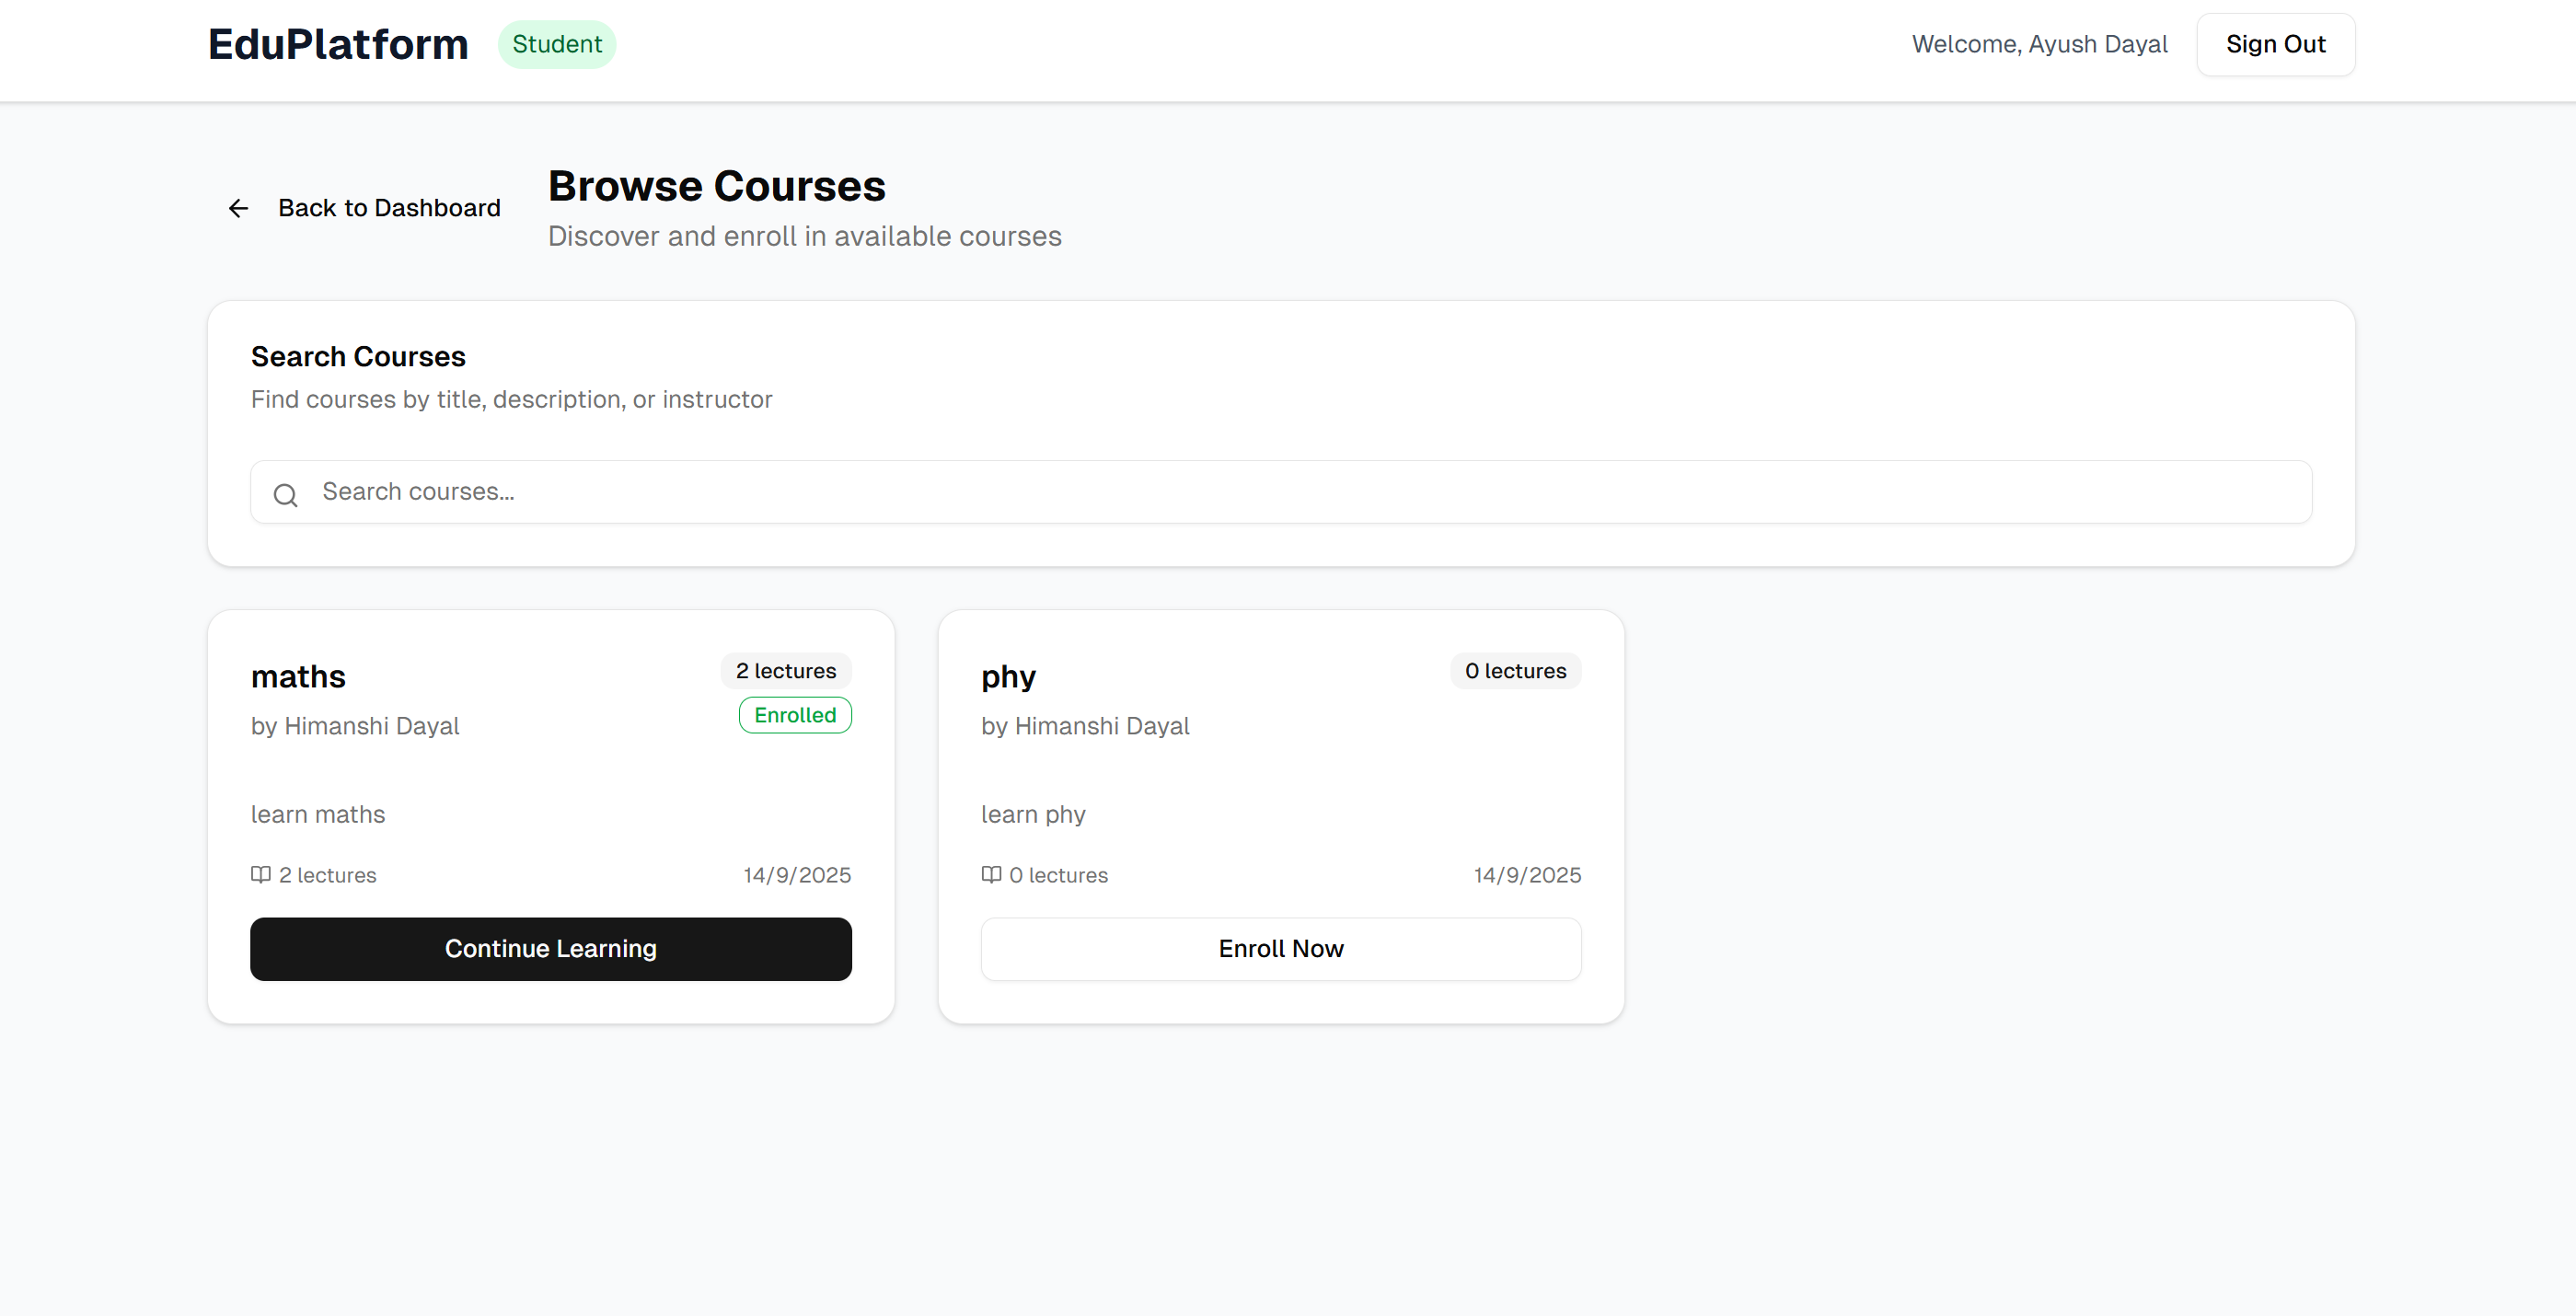 EduPlatform Student Welcome, Ayush Dayal Sign Out
Back to Dashboard
Browse Courses
Discover and enroll in available courses
Search Courses
Find courses by title, description, or instructor
Search courses...
maths
2 lectures
Enrolled
by Himanshi Dayal
learn maths
2 lectures 14/9/2025
Continue Learning
phy
0 lectures
by Himanshi Dayal
learn phy
0 lectures 14/9/2025
Enroll Now